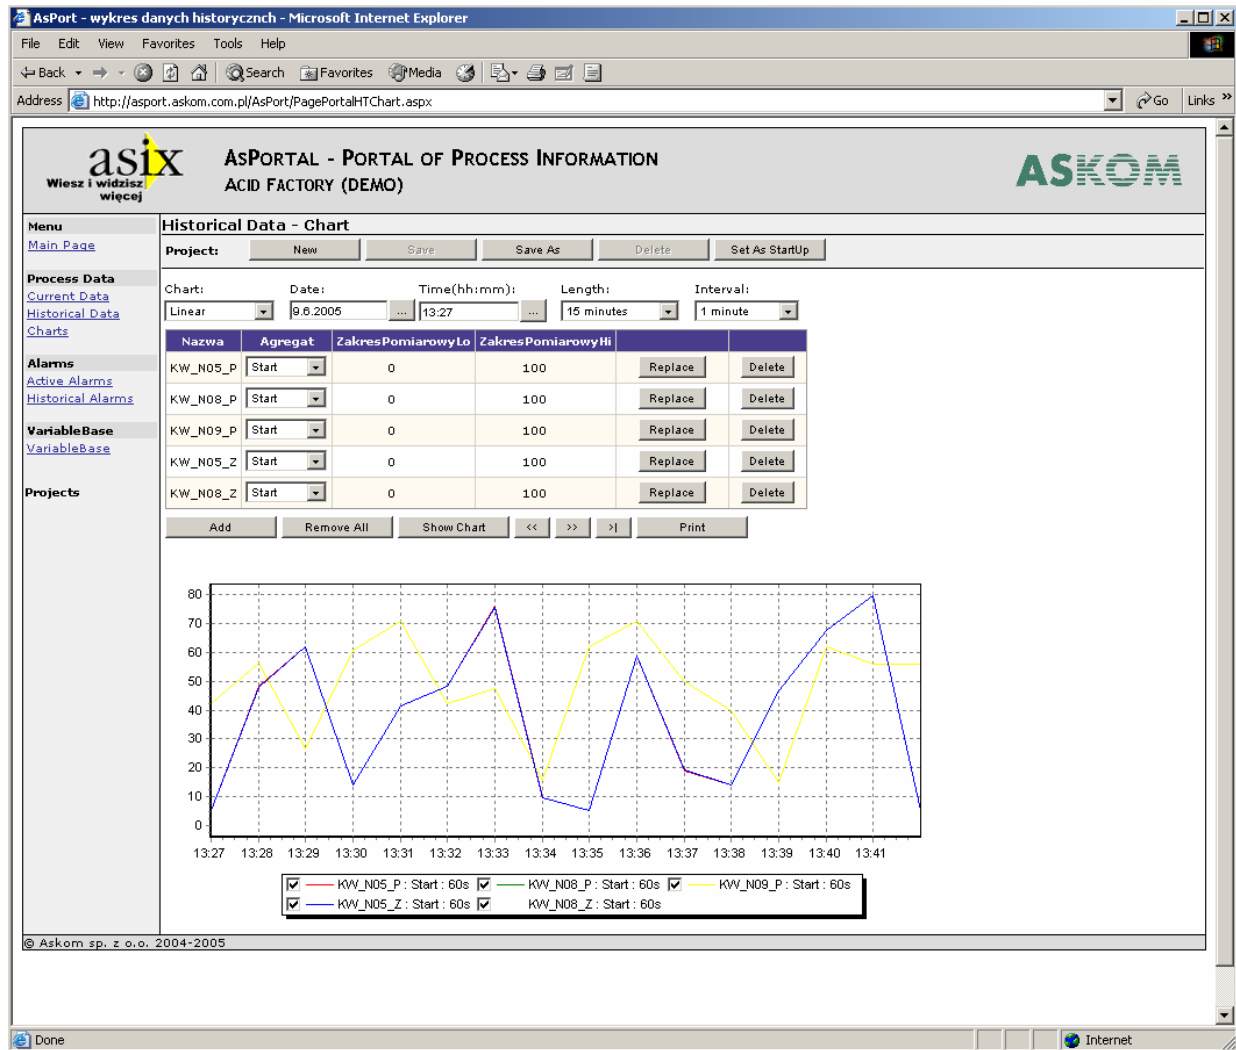 AsPort - wykres danych historycznch - Microsoft Internet Explorer
File Edit View Favorites Tools Help
Back Search Favorites Media
Address http://asport.askom.com.pl/AsPort/PagePortalHTChart.aspx Go Links »
asix
Wiesz i widzisz
więcej
AsPortal - Portal of Process Information
Acid Factory (DEMO)
ASKOM
Menu
Main Page
Process Data
Current Data
Historical Data
Charts
Alarms
Active Alarms
Historical Alarms
VariableBase
VariableBase
Projects
Historical Data - Chart
Project: New Save Save As Delete Set As StartUp
Chart: Date: Time(hh:mm): Length: Interval:
Linear 9.6.2005 ... 13:27 ... 15 minutes 1 minute
Nazwa Agregat ZakresPomiarowyLo ZakresPomiarowyHi
KW_N05_P Start 0 100 Replace Delete
KW_N08_P Start 0 100 Replace Delete
KW_N09_P Start 0 100 Replace Delete
KW_N05_Z Start 0 100 Replace Delete
KW_N08_Z Start 0 100 Replace Delete
Add Remove All Show Chart << >> >| Print
80
70
60
50
40
30
20
10
0
13:27 13:28 13:29 13:30 13:31 13:32 13:33 13:34 13:35 13:36 13:37 13:38 13:39 13:40 13:41
KW_N05_P : Start : 60s KW_N08_P : Start : 60s KW_N09_P : Start : 60s
KW_N05_Z : Start : 60s KW_N08_Z : Start : 60s
© Askom sp. z o.o. 2004-2005
Done Internet